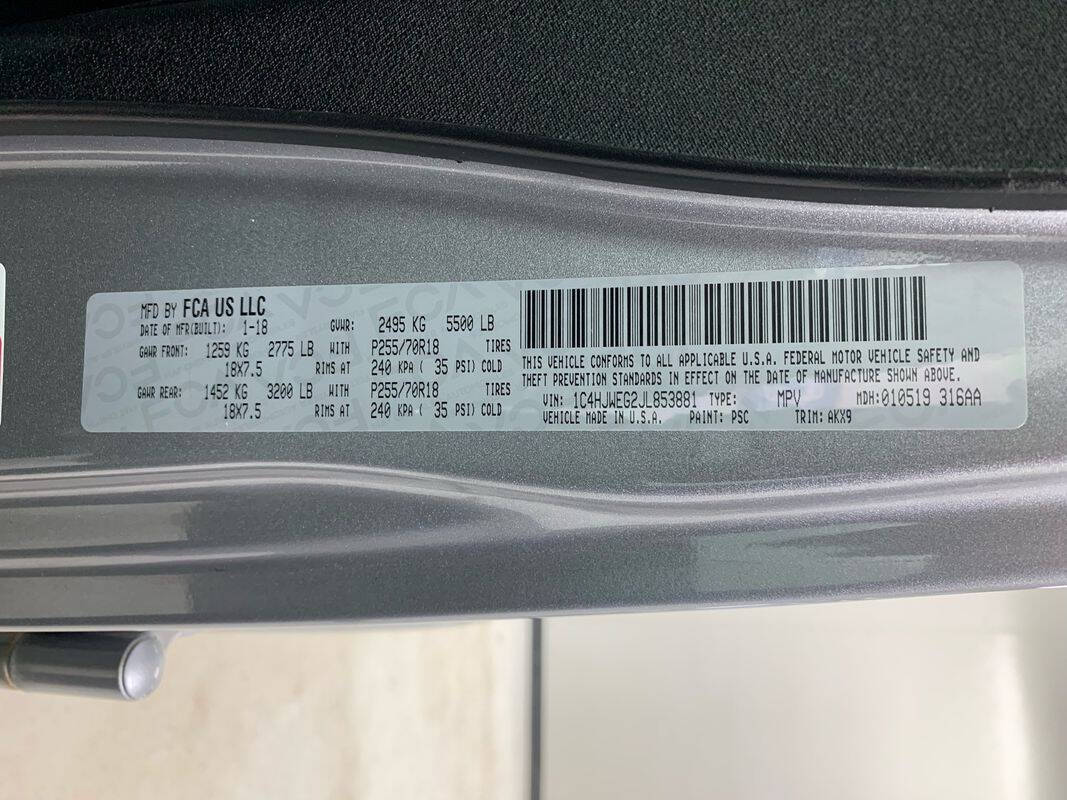 MFD BY FCA US LLC
DATE OF MFR(BUILT): 1-18 GVWR: 2495 KG 5500 LB
GAWR FRONT: 1259 KG 2775 LB WITH P255/70R18 TIRES
18X7.5 RIMS AT 240 KPA ( 35 PSI) COLD
GAWR REAR: 1452 KG 3200 LB WITH P255/70R18 TIRES
18X7.5 RIMS AT 240 KPA ( 35 PSI) COLD
THIS VEHICLE CONFORMS TO ALL APPLICABLE U.S.A. FEDERAL MOTOR VEHICLE SAFETY AND
THEFT PREVENTION STANDARDS IN EFFECT ON THE DATE OF MANUFACTURE SHOWN ABOVE.
VIN: 1C4HJWEG2JL853881 TYPE: MPV MDH:010519 316AA
VEHICLE MADE IN U.S.A. PAINT: PSC TRIM: AKX9